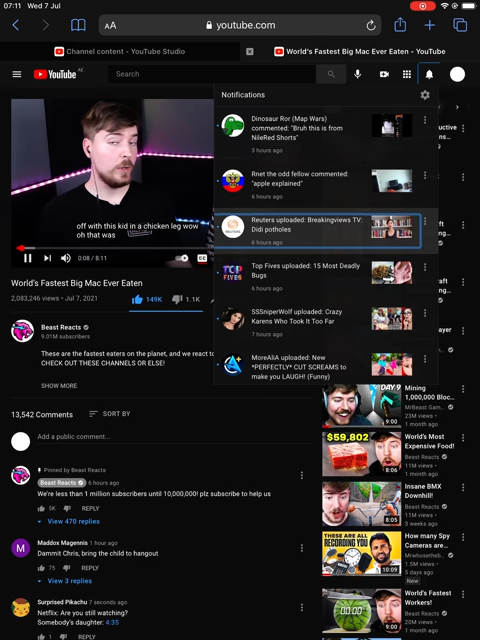 07:11 Wed 7 Jul
11%
AA
youtube.com
Channel content - YouTube Studio
World's Fastest Big Mac Ever Eaten - YouTube
YouTube AE
Search
Notifications
Dinosaur Ror (Map Wars)
commented: "Bruh this is from
NileRed Shorts"
3 hours ago
Rnet the odd fellow commented:
"apple explained"
6 hours ago
Reuters uploaded: Breakingviews TV:
Didi potholes
6 hours ago
Top Fives uploaded: 15 Most Deadly
Bugs
6 hours ago
SSSniperWolf uploaded: Crazy
Karens Who Took It Too Far
7 hours ago
MoreAliA uploaded: New
*PERFECTLY* CUT SCREAMS to
make you LAUGH! (Funny)
off with this kid in a chicken leg wow
oh that was
0:08 / 8:11
World's Fastest Big Mac Ever Eaten
2,083,246 views • Jul 7, 2021
149K
1.1K
Beast Reacts
9.01M subscribers
These are the fastest eaters on the planet, and we react to
CHECK OUT THESE CHANNELS OR ELSE!
SHOW MORE
13,542 Comments
SORT BY
Add a public comment...
Pinned by Beast Reacts
Beast Reacts 6 hours ago
We're less than 1 million subscribers until 10,000,000! plz subscribe to help us
5K
REPLY
View 470 replies
Maddox Magennis 1 hour ago
Dammit Chris, bring the child to hangout
75
REPLY
View 3 replies
Surprised Pikachu 7 seconds ago
Netflix: Are you still watching?
Somebody's daughter: 4:35
1
REPLY
DAY 9
9:00
Mining
1,000,000 Bloc...
MrBeast Gam...
23M views •
1 month ago
$59,802
8:06
World's Most
Expensive Food!
Beast Reacts
11M views •
1 month ago
8:05
Insane BMX
Downhill!
Beast Reacts
11M views •
3 weeks ago
THESE ARE ALL
RECORDING
YOU!
10:09
How many Spy
Cameras are...
Mrwhosetheb...
1.5M views •
5 days ago
New
00:00
9:00
World's Fastest
Workers!
Beast Reacts
20M views •
1 month ago